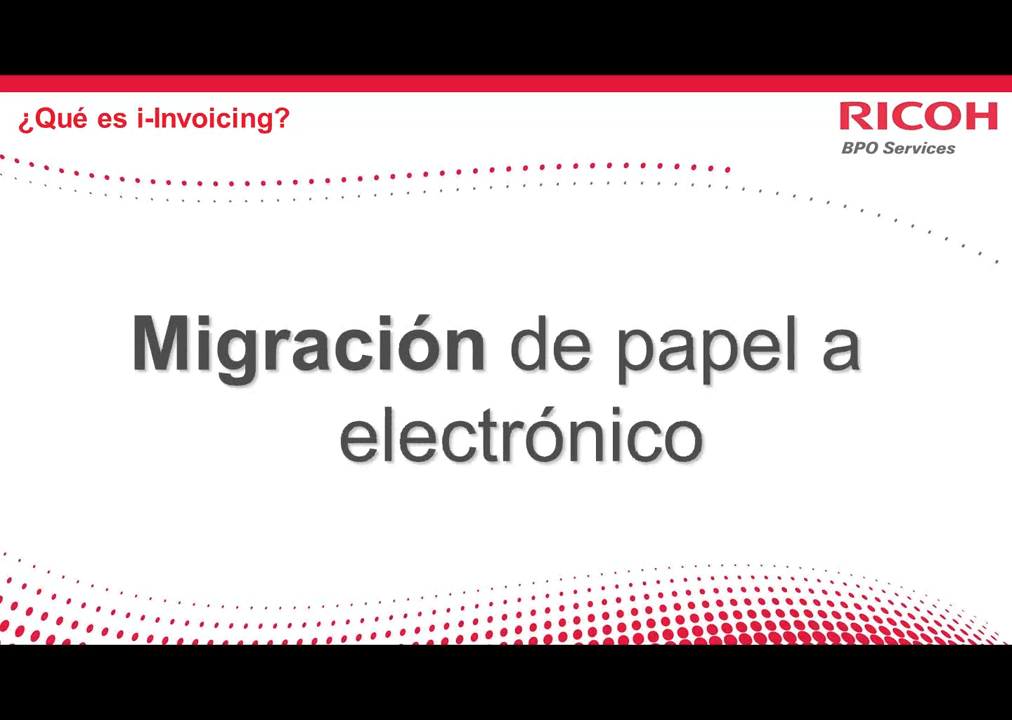 ¿Qué es i-Invoicing?
RICOH
BPO Services
Migración de papel a
electrónico